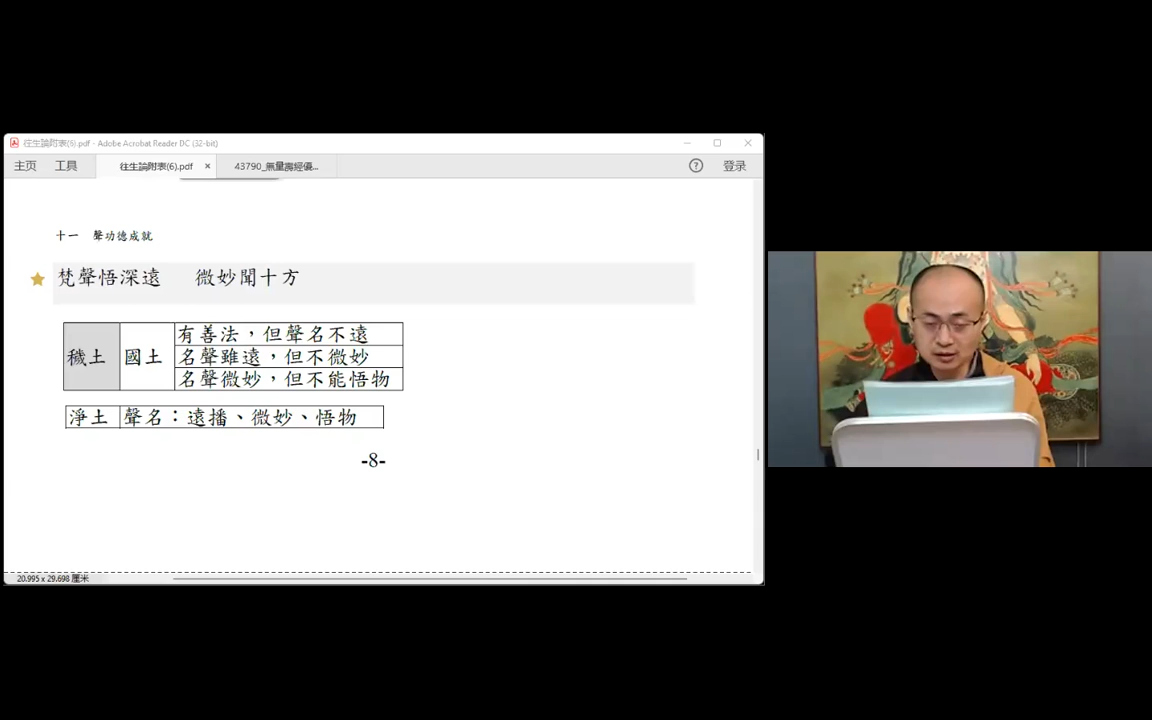 往生論附表(6).pdf - Adobe Acrobat Reader DC (32-bit)
主页 工具 往生論附表(6).pdf × 43790_無量壽經優... ? 登录
十一 聲功德成就
梵聲悟深遠 微妙聞十方
穢土 國土 有善法，但聲名不遠
名聲雖遠，但不微妙
名聲微妙，但不能悟物
淨土 聲名：遠播、微妙、悟物
-8-
20.995 x 29.698 厘米